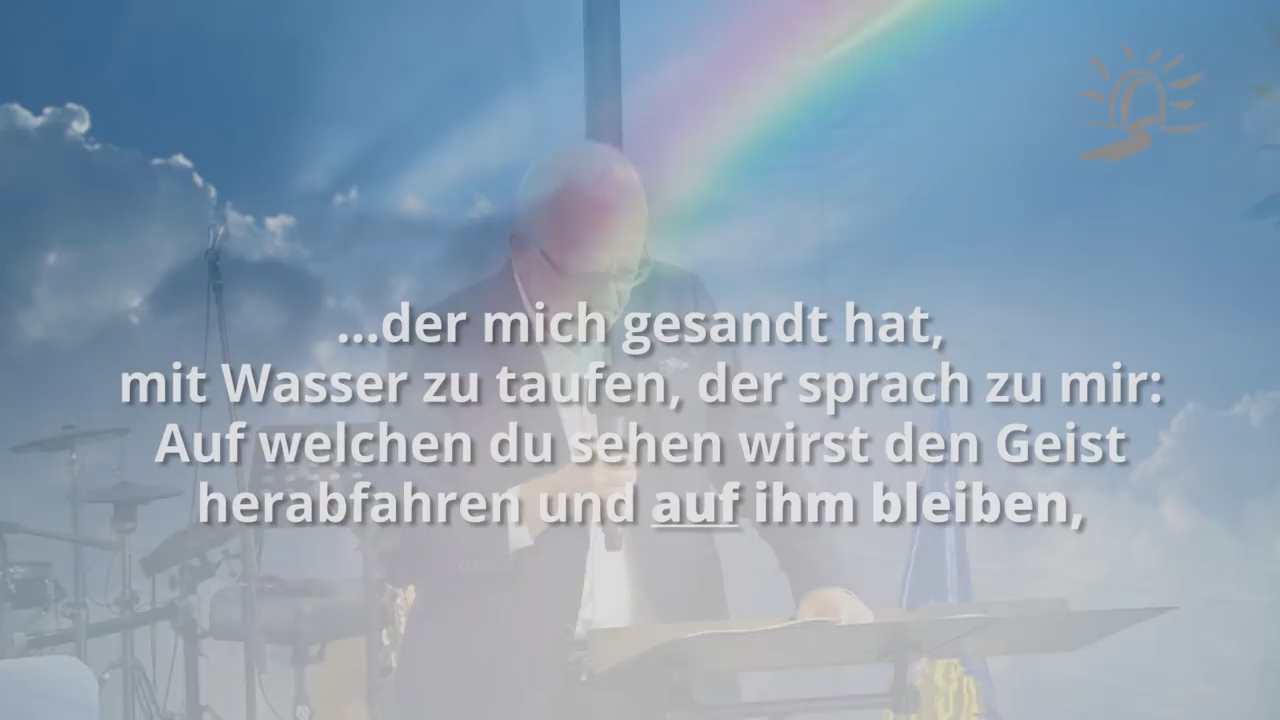 ...der mich gesandt hat,
mit Wasser zu taufen, der sprach zu mir:
Auf welchen du sehen wirst den Geist
herabfahren und auf ihm bleiben,